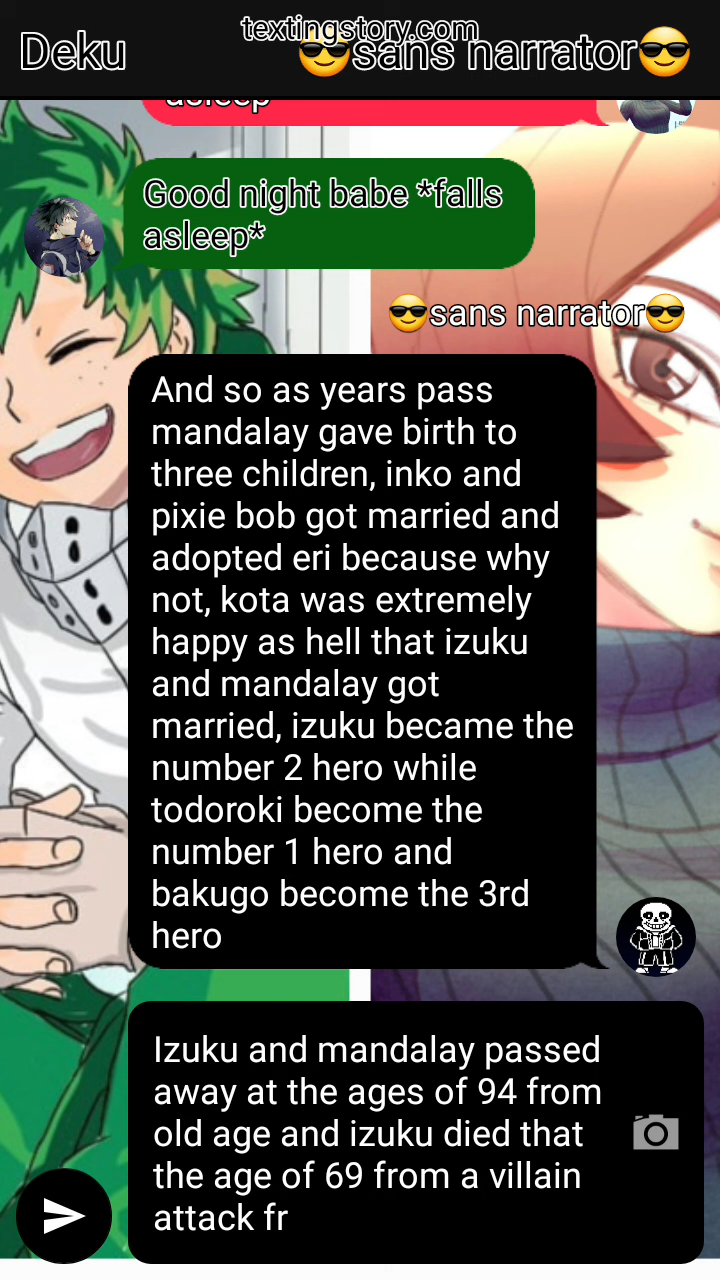 textingstory.com
Deku
😎sans narrator😎
asleep
Good night babe *falls
asleep*
😎sans narrator😎
And so as years pass
mandalay gave birth to
three children, inko and
pixie bob got married and
adopted eri because why
not, kota was extremely
happy as hell that izuku
and mandalay got
married, izuku became the
number 2 hero while
todoroki become the
number 1 hero and
bakugo become the 3rd
hero
Izuku and mandalay passed
away at the ages of 94 from
old age and izuku died that
the age of 69 from a villain
attack fr